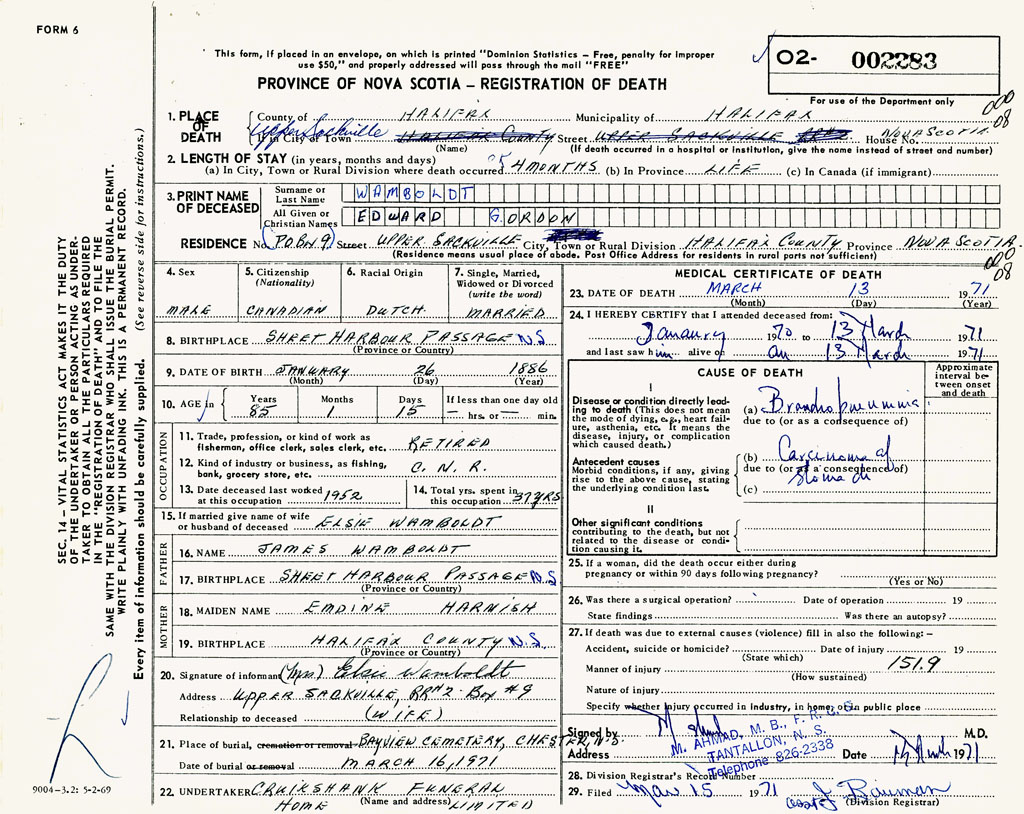 FORM 6
This form, If placed in an envelope, on which is printed "Dominion Statistics – Free, penalty for improper
use $50," and properly addressed will pass through the mail "FREE"
O2- 002283
For use of the Department only
PROVINCE OF NOVA SCOTIA – REGISTRATION OF DEATH
1. PLACE OF DEATH County of HALIFAX Municipality of HALIFAX 000 08
Upper Sackville If in City or Town HALIFAX COUNTY Street UPPER SACKVILLE House No. NOVA SCOTIA
(Name) (If death occurred in a hospital or Institution, give the name instead of street and number)
2. LENGTH OF STAY (in years, months and days)
(a) In City, Town or Rural Division where death occurred 4 MONTHS (b) In Province LIFE (c) In Canada (if immigrant)
3. PRINT NAME OF DECEASED Surname or Last Name WAMBOLDT
All Given or Christian Names EDWARD GORDON
RESIDENCE No. (P.O. Box 9) Street UPPER SACKVILLE City, Town or Rural Division HALIFAX COUNTY Province NOVA SCOTIA
(Residence means usual place of abode. Post Office Address for residents in rural parts not sufficient) 000 08
4. Sex MALE
5. Citizenship (Nationality) CANADIAN
6. Racial Origin DUTCH
7. Single, Married, Widowed or Divorced (write the word) MARRIED
8. BIRTHPLACE SHEET HARBOUR PASSAGE N.S
(Province or Country)
9. DATE OF BIRTH JANUARY 26 1886
(Month) (Day) (Year)
10. AGE in Years Months Days If less than one day old
85 1 15 – hrs. or – min.
OCCUPATION
11. Trade, profession, or kind of work as
fisherman, office clerk, sales clerk, etc. RETIRED
12. Kind of industry or business, as fishing,
bank, grocery store, etc. C. N. R.
13. Date deceased last worked at this occupation 1952
14. Total yrs. spent in this occupation 37 YRS
15. If married give name of wife
or husband of deceased ELSIE WAMBOLDT
FATHER
16. NAME JAMES WAMBOLDT
17. BIRTHPLACE SHEET HARBOUR PASSAGE N.S
(Province or Country)
MOTHER
18. MAIDEN NAME EMDINE HARNISH
19. BIRTHPLACE HALIFAX COUNTY N.S.
(Province or Country)
20. Signature of informant (Mrs) Elsie Wamboldt
Address UPPER SACKVILLE, RR#2 Box #9
Relationship to deceased (WIFE)
21. Place of burial, cremation or removal BAYVIEW CEMETERY, CHESTER, N.S.
Date of burial or removal MARCH 16, 1971
22. UNDERTAKER CRUIKSHANK FUNERAL
HOME (Name and address) LIMITED
MEDICAL CERTIFICATE OF DEATH
23. DATE OF DEATH MARCH 13 1971
(Month) (Day) (Year)
24. I HEREBY CERTIFY that I attended deceased from:
January 1970 to 13 March 1971
and last saw him alive on 13 March 1971
CAUSE OF DEATH
Approximate interval between onset and death
I
Disease or condition directly leading to death (This does not
mean the mode of dying, e.g., heart failure, asthenia, etc. It means the
disease, injury, or complication
which caused death.)
(a) Broncho pneumonia
due to (or as a consequence of)
Antecedent causes
Morbid conditions, if any, giving
rise to the above cause, stating
the underlying condition last.
(b) Carcinoma of
due to (or as a consequence of)
Stomach
(c)
II
Other significant conditions
contributing to the death, but not
related to the disease or condition
causing it.
25. If a woman, did the death occur either during
pregnancy or within 90 days following pregnancy?
(Yes or No)
26. Was there a surgical operation? Date of operation 19
State findings Was there an autopsy?
27. If death was due to external causes (violence) fill in also the following: –
Accident, suicide or homicide? Date of injury 19
(State which)
Manner of injury 151.9
(How sustained)
Nature of injury
Specify whether injury occurred in industry, in home, or in public place
Signed by M.D.
M. AHMAD, M. B., F. R. C. S
Address TANTALLON, N. S. Date 1971
Telephone 826-2338
28. Division Registrar's Record Number
29. Filed Mar 15 1971 J. Bauman
(Division Registrar)
SEC. 14 – VITAL STATISTICS ACT MAKES IT THE DUTY
OF THE UNDERTAKER OR PERSON ACTING AS UNDER-
TAKER TO OBTAIN ALL THE PARTICULARS REQUIRED
IN THE "REGISTRATION OF DEATH" AND TO FILE THE
SAME WITH THE DIVISION REGISTRAR WHO SHALL ISSUE THE BURIAL PERMIT.
WRITE PLAINLY WITH UNFADING INK. THIS IS A PERMANENT RECORD.
Every item of information should be carefully supplied. (See reverse side for instructions.)
9004-3.2: 5-2-69